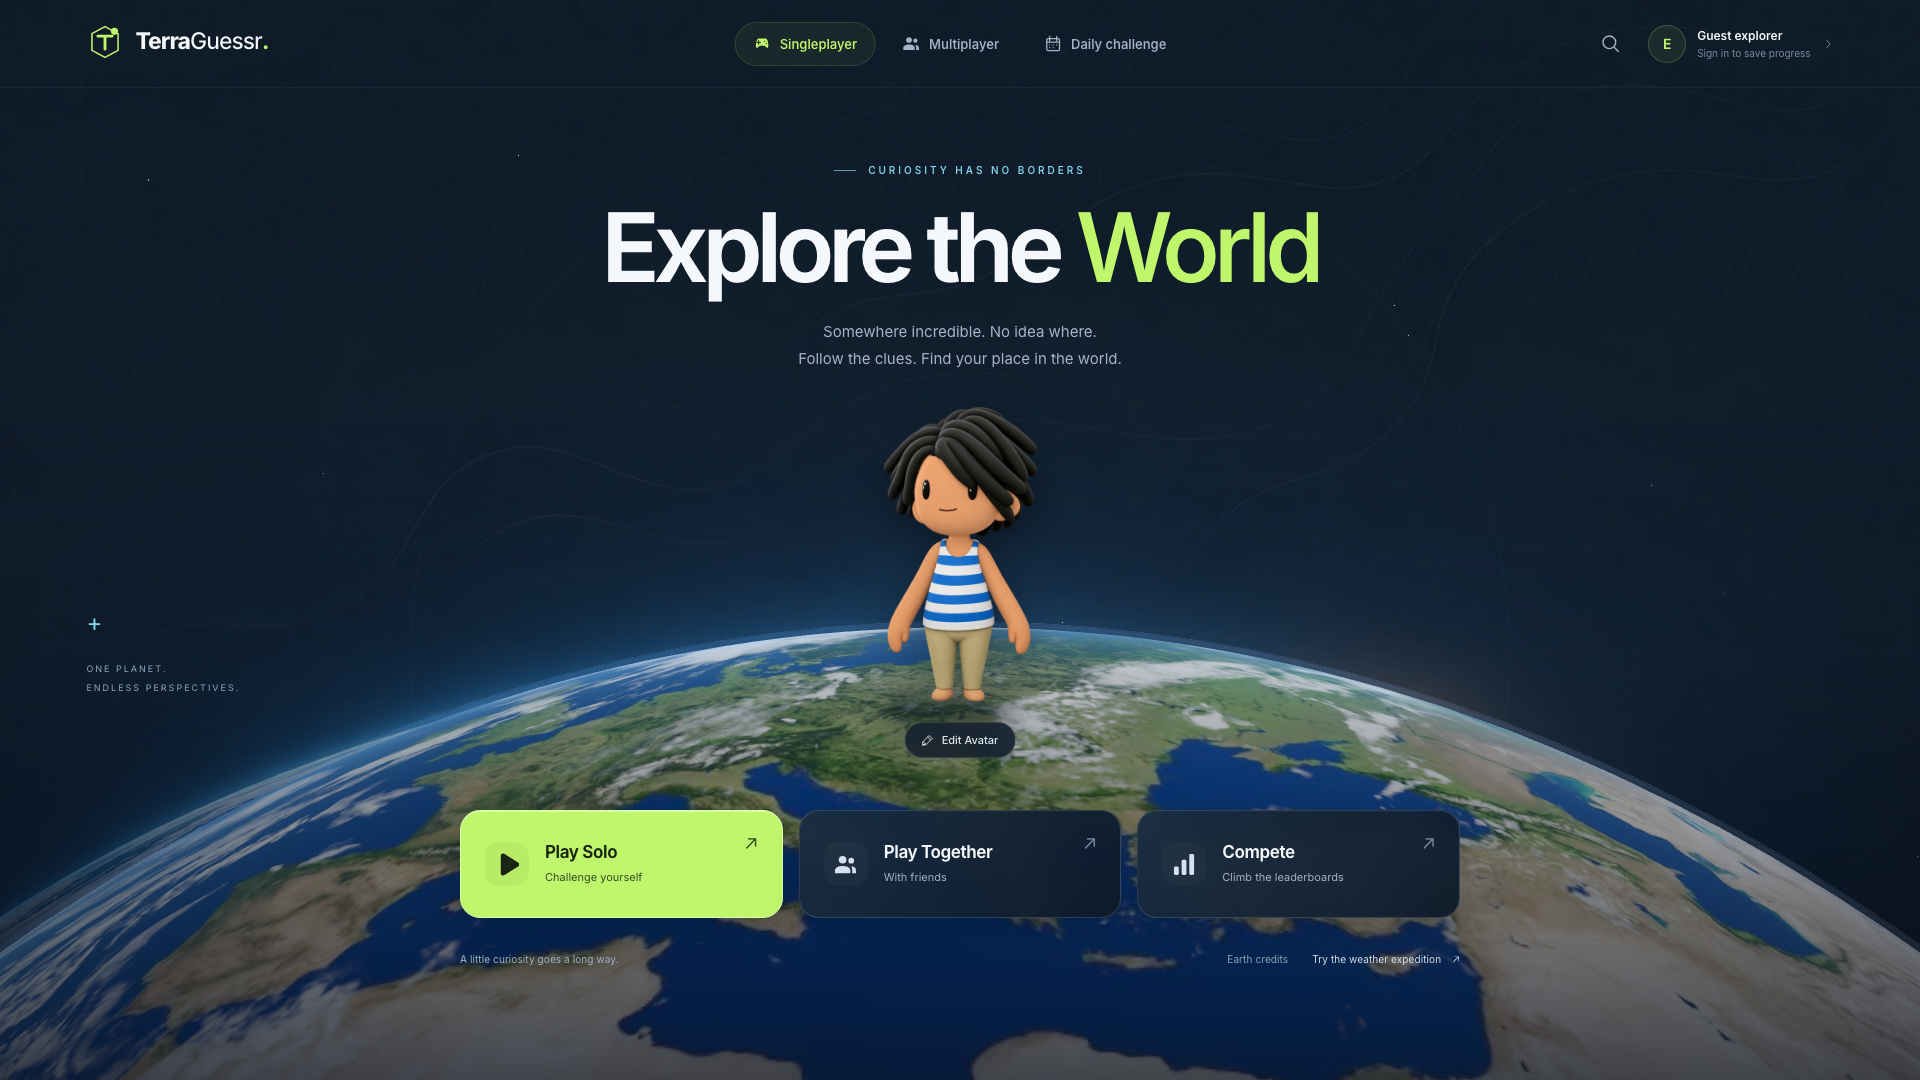 TerraGuessr.
Singleplayer
Multiplayer
Daily challenge
E
Guest explorer
Sign in to save progress
CURIOSITY HAS NO BORDERS
Explore the World
Somewhere incredible. No idea where.
Follow the clues. Find your place in the world.
ONE PLANET.
ENDLESS PERSPECTIVES.
Edit Avatar
Play Solo
Challenge yourself
Play Together
With friends
Compete
Climb the leaderboards
A little curiosity goes a long way.
Earth credits
Try the weather expedition